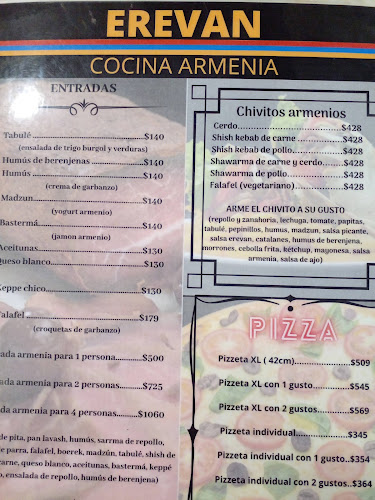 EREVAN
COCINA ARMENIA
ENTRADAS
Tabulé.................$140
(ensalada de trigo burgol y verduras)
Humús de berenjenas.................$140
Humús.................$140
(crema de garbanzo)
Madzun.................$140
(yogurt armenio)
Bastermá.................$140
(jamon armenio)
Aceitunas.................$130
Queso blanco.................$130
Keppe chico.................$130
Falafel.................$179
(croquetas de garbanzo)
ada armenia para 1 persona.................$500
ada armenia para 2 personas.................$725
ada armenia para 4 personas.................$1060
de pita, pan lavash, humús, sarrma de repollo,
e parra, falafel, boerek, madzún, tabulé, shish de
carne, queso blanco, aceitunas, bastermá, keppé
o, ensalada de repollo, humús de berenjena)
Chivitos armenios
Cerdo.................$428
Shish kebab de carne.................$428
Shish kebab de pollo.................$428
Shawarma de carne y cerdo.................$428
Shawarma de pollo.................$428
Falafel (vegetariano).................$428
ARME EL CHIVITO A SU GUSTO
(repollo y zanahoria, lechuga, tomate, papitas,
tabulé, pepinillos, humus, madzun, salsa picante,
salsa erevan, catalanes, humus de berenjena,
morrones, cebolla frita, kétchup, mayonesa, salsa
armenia, salsa de ajo)
PIZZA
Pizzeta XL ( 42cm).................$509
Pizzeta XL con 1 gusto.................$545
Pizzeta XL con 2 gustos.................$569
Pizzeta individual.................$345
Pizzeta individual con 1 gusto..$354
Pizzeta individual con 2 gustos..$364